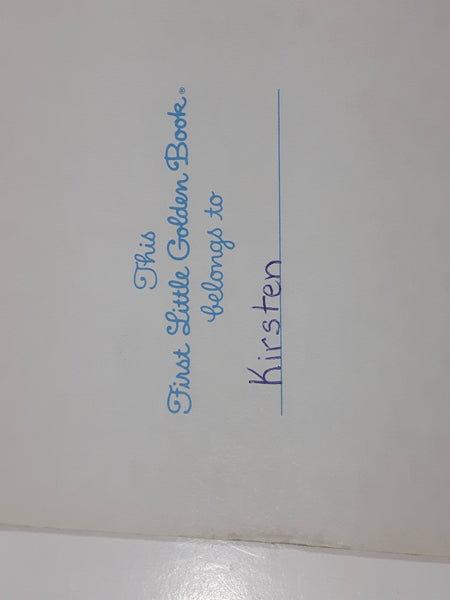 This
First Little Golden Book®
belongs to
Kirsten